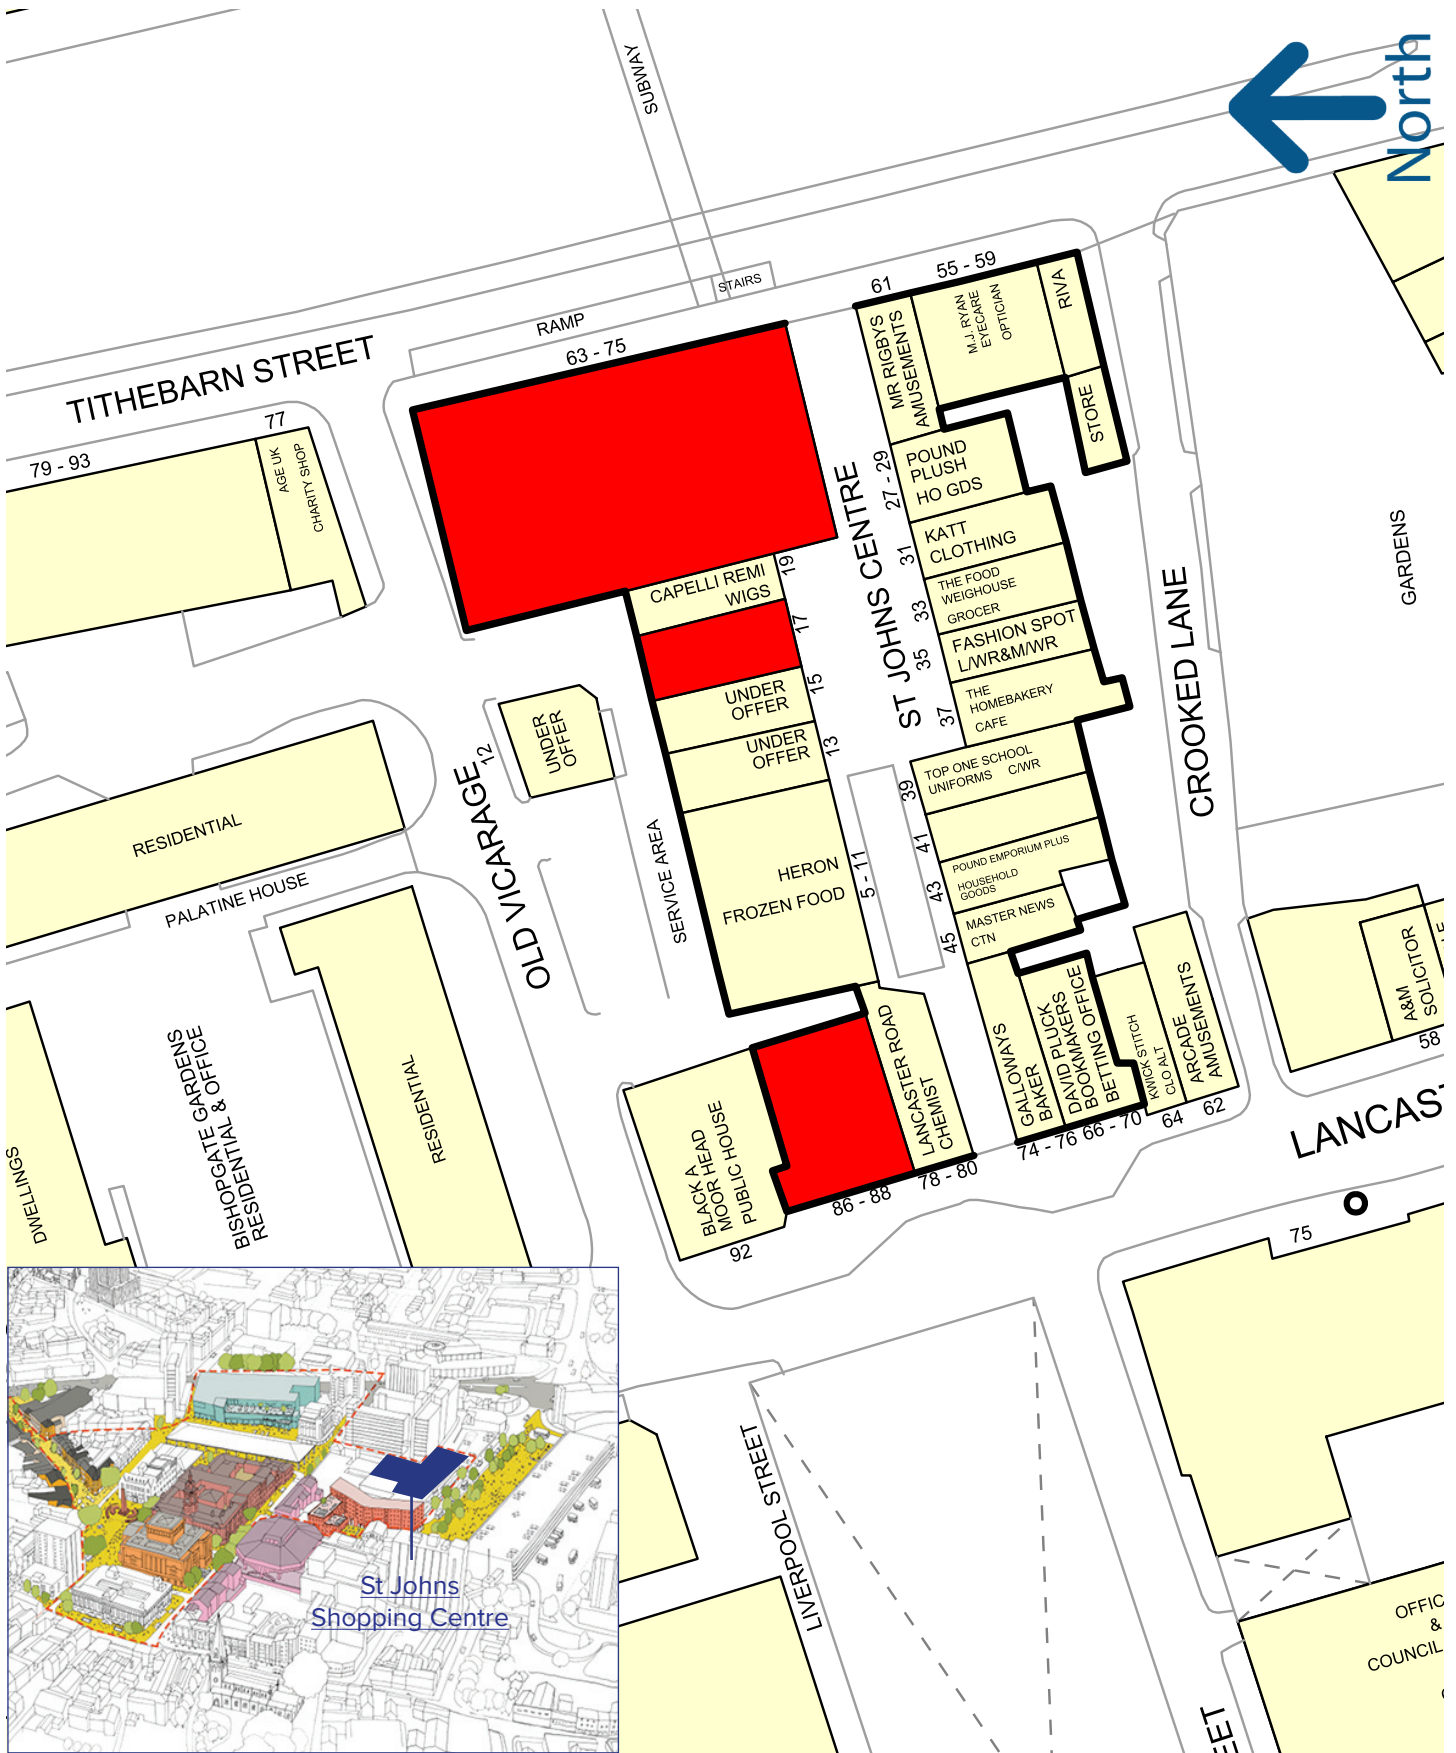 North
SUBWAY
STAIRS
RAMP
63 - 75
TITHEBARN STREET
77
79 - 93
AGE UK
CHARITY SHOP
61
55 - 59
MR RIGBYS
AMUSEMENTS
M.J. RYAN
EYECARE
OPTICIAN
RIVA
STORE
27 - 29
POUND
PLUSH
HO GDS
31
KATT
CLOTHING
33
THE FOOD
WEIGHOUSE
GROCER
35
FASHION SPOT
L/WR&M/WR
37
THE
HOMEBAKERY
CAFE
39
TOP ONE SCHOOL
UNIFORMS C/WR
41
43
POUND EMPORIUM PLUS
HOUSEHOLD
GOODS
45
MASTER NEWS
CTN
ST JOHNS CENTRE
CROOKED LANE
GARDENS
CAPELLI REMI
WIGS
19
17
UNDER
OFFER
15
UNDER
OFFER
13
HERON
FROZEN FOOD
5 - 11
UNDER
OFFER
12
OLD VICARAGE
SERVICE AREA
RESIDENTIAL
PALATINE HOUSE
BISHOPGATE GARDENS
RESIDENTIAL & OFFICE
RESIDENTIAL
DWELLINGS
BLACK A
MOOR HEAD
PUBLIC HOUSE
92
86 - 88
LANCASTER ROAD
CHEMIST
78 - 80
GALLOWAYS
BAKER
74 - 76
DAVID PLUCK
BOOKMAKERS
BETTING OFFICE
66 - 70
KWICK STITCH
CLO ALT
64
ARCADE
AMUSEMENTS
62
A&M
SOLICITOR
58
LANCAST
75
LIVERPOOL STREET
OFFIC
&
COUNCIL
EET
St Johns
Shopping Centre